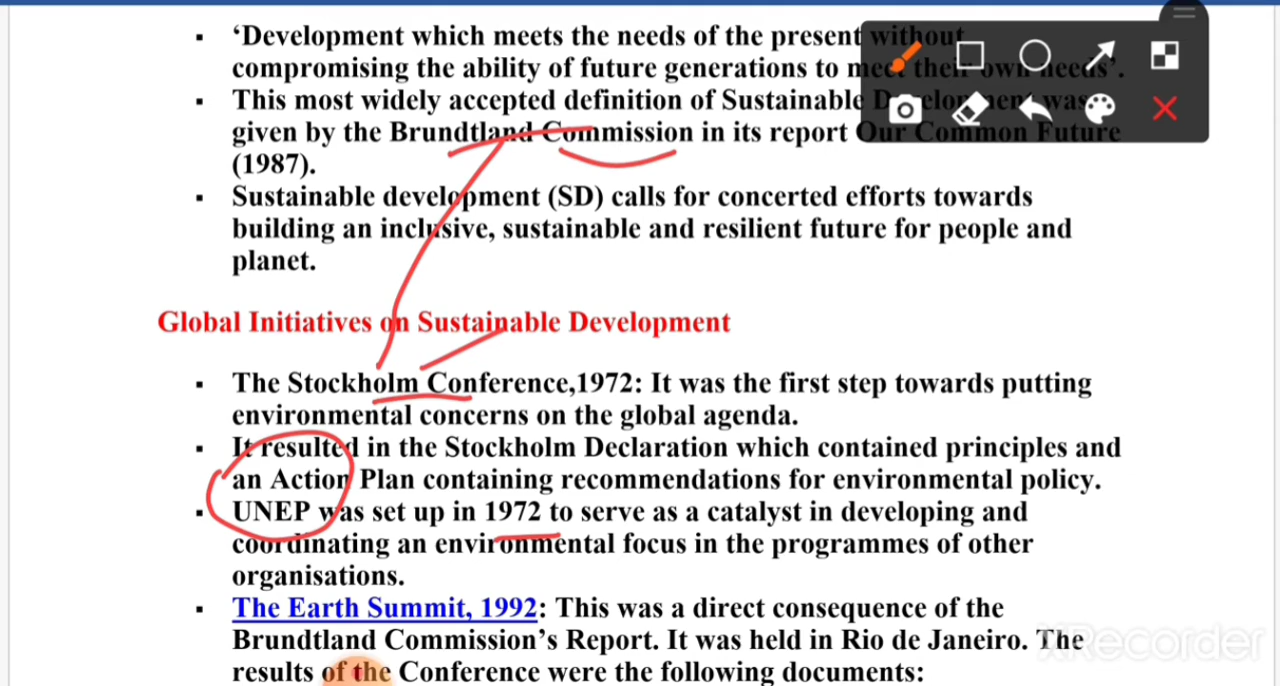 ‘Development which meets the needs of the present without
compromising the ability of future generations to meet their own needs’.
This most widely accepted definition of Sustainable Development was
given by the Brundtland Commission in its report Our Common Future
(1987).
Sustainable development (SD) calls for concerted efforts towards
building an inclusive, sustainable and resilient future for people and
planet.
Global Initiatives on Sustainable Development
The Stockholm Conference,1972: It was the first step towards putting
environmental concerns on the global agenda.
It resulted in the Stockholm Declaration which contained principles and
an Action Plan containing recommendations for environmental policy.
UNEP was set up in 1972 to serve as a catalyst in developing and
coordinating an environmental focus in the programmes of other
organisations.
The Earth Summit, 1992: This was a direct consequence of the
Brundtland Commission’s Report. It was held in Rio de Janeiro. The
results of the Conference were the following documents:
XRecorder